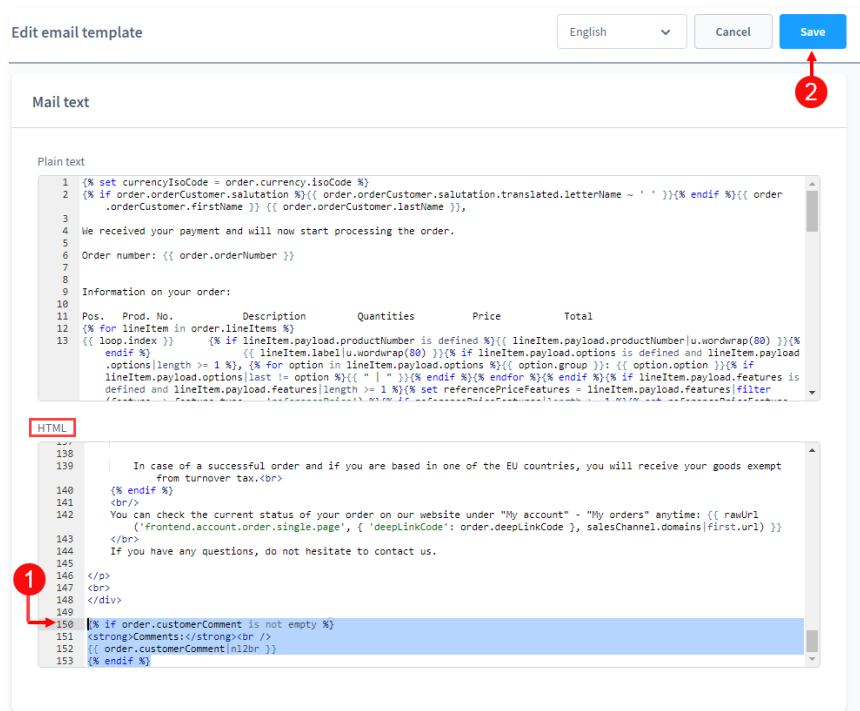 Edit email template
English
Cancel
Save
2
Mail text
Plain text
1 {% set currencyIsoCode = order.currency.isoCode %}
2 {% if order.orderCustomer.salutation %}{{ order.orderCustomer.salutation.translated.letterName ~ ' ' }}{% endif %}{{ order
.orderCustomer.firstName }} {{ order.orderCustomer.lastName }},
3
4 We received your payment and will now start processing the order.
5
6 Order number: {{ order.orderNumber }}
7
8
9 Information on your order:
10
11 Pos. Prod. No. Description Quantities Price Total
12 {% for lineItem in order.lineItems %}
13 {{ loop.index }} {% if lineItem.payload.productNumber is defined %}{{ lineItem.payload.productNumber|u.wordwrap(80) }}{%
endif %} {{ lineItem.label|u.wordwrap(80) }}{% if lineItem.payload.options is defined and lineItem.payload
.options|length >= 1 %}, {% for option in lineItem.payload.options %}{{ option.group }}: {{ option.option }}{% if
lineItem.payload.options|last != option %}{{ " | " }}{% endif %}{% endfor %}{% endif %}{% if lineItem.payload.features is
defined and lineItem.payload.features|length >= 1 %}{% set referencePriceFeatures = lineItem.payload.features|filter
HTML
137
138
139 In case of a successful order and if you are based in one of the EU countries, you will receive your goods exempt
from turnover tax.<br>
140 {% endif %}
141 <br/>
142 You can check the current status of your order on our website under "My account" - "My orders" anytime: {{ rawUrl
('frontend.account.order.single.page', { 'deepLinkCode': order.deepLinkCode }, salesChannel.domains|first.url) }}
143 </br>
144 If you have any questions, do not hesitate to contact us.
145
1
146 </p>
147 <br>
148 </div>
149
150 {% if order.customerComment is not empty %}
151 <strong>Comments:</strong><br />
152 {{ order.customerComment|nl2br }}
153 {% endif %}